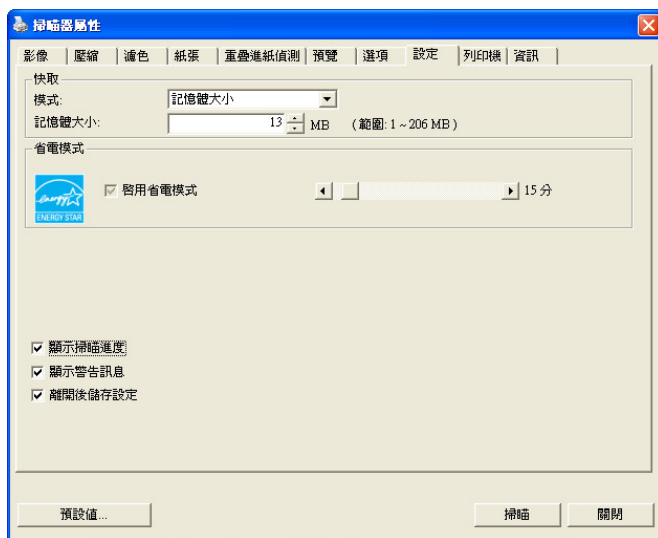 掃瞄器屬性
影像 壓縮 濾色 紙張 重疊進紙偵測 預覽 選項 設定 列印機 資訊
快取
模式: 記憶體大小
記憶體大小: 13 MB (範圍: 1 ~ 206 MB)
省電模式
energy
ENERGY STAR
啓用省電模式 15 分
顯示掃瞄進度
顯示警告訊息
離開後儲存設定
預設值... 掃瞄 關閉